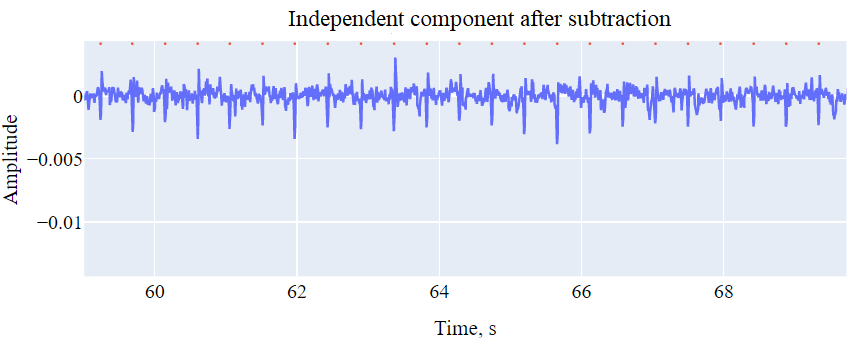 Independent component after subtraction
Amplitude
0
−0.005
−0.01
60 62 64 66 68
Time, s